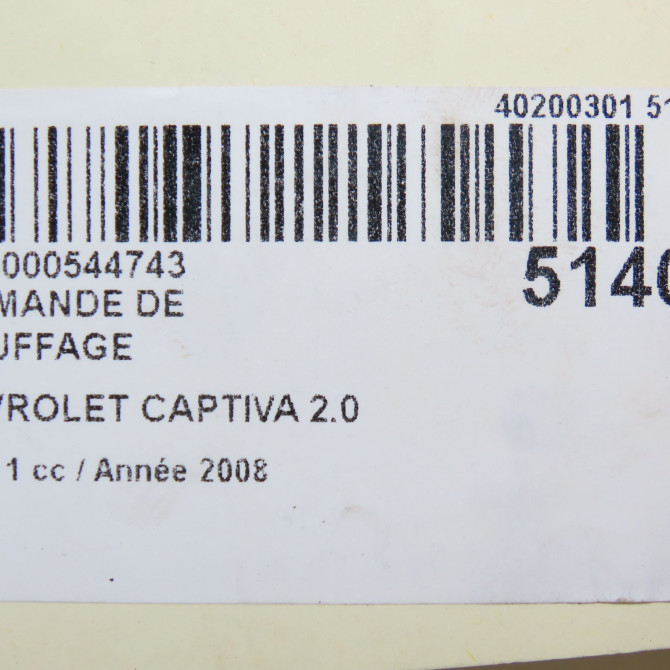 40200301 51
000544743
5140
MANDE DE
UFFAGE
VROLET CAPTIVA 2.0
1 cc / Année 2008